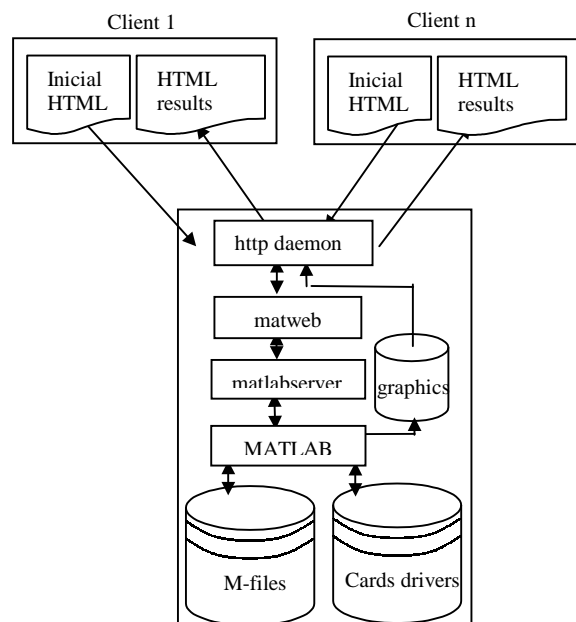 Client 1
Client n
Inicial
HTML
HTML
results
Inicial
HTML
HTML
results
http daemon
matweb
matlabserver
graphics
MATLAB
M-files
Cards drivers